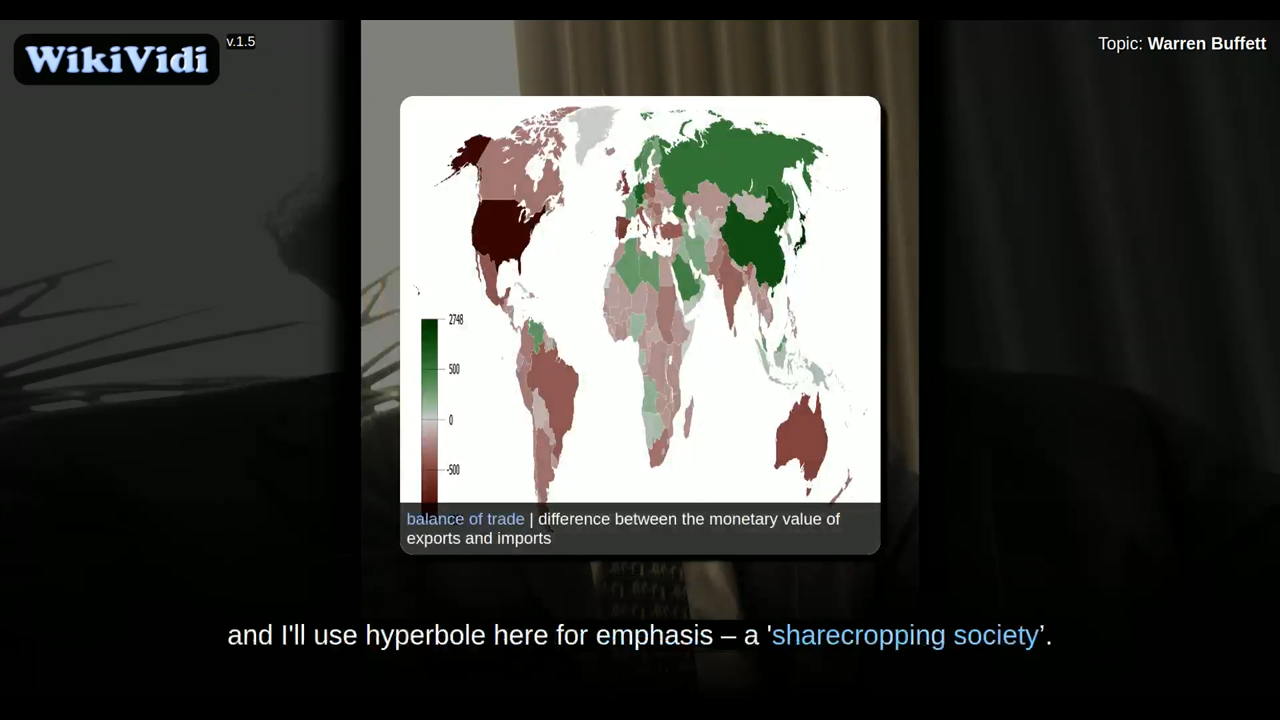 WikiVidi
v.1.5
Topic: Warren Buffett
2748
500
0
-500
balance of trade | difference between the monetary value of
exports and imports
and I'll use hyperbole here for emphasis – a 'sharecropping society’.